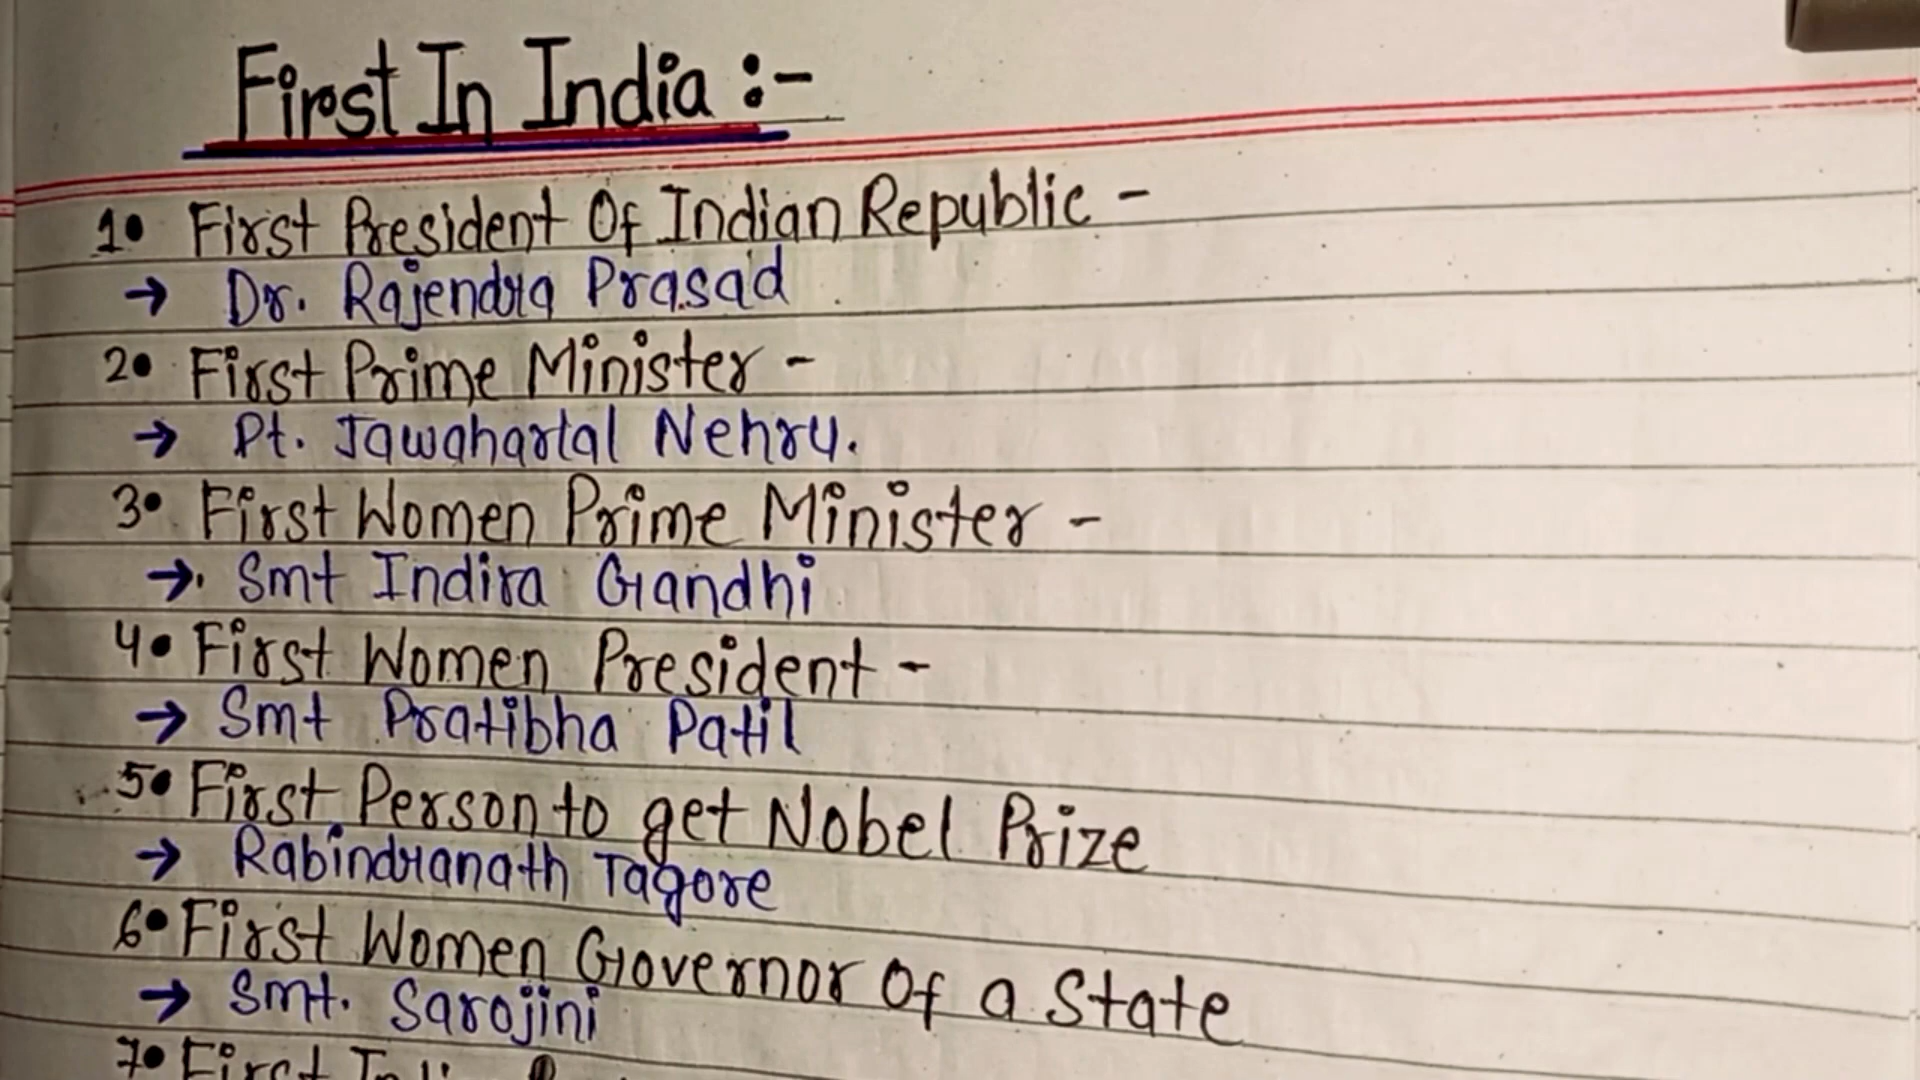 First In India :-
1. First President Of Indian Republic -
→ Dr. Rajendra Prasad
2. First Prime Minister -
→ Pt. Jawaharlal Nehru.
3. First Women Prime Minister -
→ Smt Indira Gandhi
4. First Women President -
→ Smt Pratibha Patil
5. First Person to get Nobel Prize
→ Rabindranath Tagore
6. First Women Governor Of a State
→ Smt. Sarojini
7. First